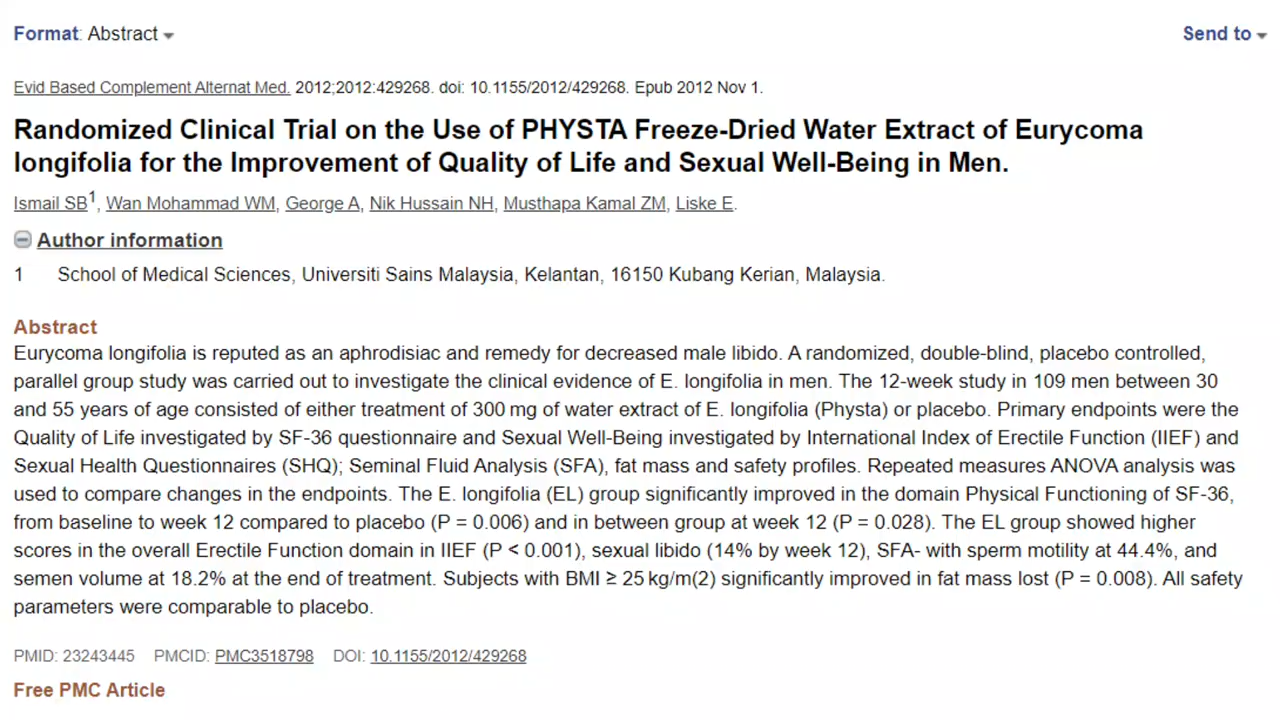 Format: Abstract
Send to
Evid Based Complement Alternat Med. 2012;2012:429268. doi: 10.1155/2012/429268. Epub 2012 Nov 1.
Randomized Clinical Trial on the Use of PHYSTA Freeze-Dried Water Extract of Eurycoma
longifolia for the Improvement of Quality of Life and Sexual Well-Being in Men.
Ismail SB1, Wan Mohammad WM, George A, Nik Hussain NH, Musthapa Kamal ZM, Liske E.
Author information
1 School of Medical Sciences, Universiti Sains Malaysia, Kelantan, 16150 Kubang Kerian, Malaysia.
Abstract
Eurycoma longifolia is reputed as an aphrodisiac and remedy for decreased male libido. A randomized, double-blind, placebo controlled,
parallel group study was carried out to investigate the clinical evidence of E. longifolia in men. The 12-week study in 109 men between 30
and 55 years of age consisted of either treatment of 300 mg of water extract of E. longifolia (Physta) or placebo. Primary endpoints were the
Quality of Life investigated by SF-36 questionnaire and Sexual Well-Being investigated by International Index of Erectile Function (IIEF) and
Sexual Health Questionnaires (SHQ); Seminal Fluid Analysis (SFA), fat mass and safety profiles. Repeated measures ANOVA analysis was
used to compare changes in the endpoints. The E. longifolia (EL) group significantly improved in the domain Physical Functioning of SF-36,
from baseline to week 12 compared to placebo (P = 0.006) and in between group at week 12 (P = 0.028). The EL group showed higher
scores in the overall Erectile Function domain in IIEF (P < 0.001), sexual libido (14% by week 12), SFA- with sperm motility at 44.4%, and
semen volume at 18.2% at the end of treatment. Subjects with BMI ≥ 25 kg/m(2) significantly improved in fat mass lost (P = 0.008). All safety
parameters were comparable to placebo.
PMID: 23243445 PMCID: PMC3518798 DOI: 10.1155/2012/429268
Free PMC Article